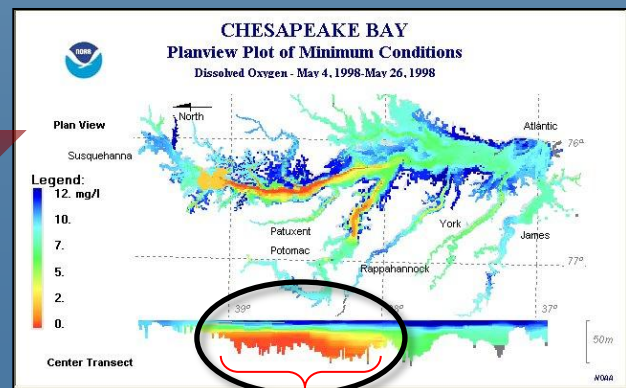 CHESAPEAKE BAY
Planview Plot of Minimum Conditions
Dissolved Oxygen - May 4, 1998-May 26, 1998
NOAA
North
Atlantic
Plan View
76°
Susquehanna
Legend:
12. mg/l
10.
7.
5.
2.
0.
Patuxent
York
James
Potomac
Rappahannock
77°
39°
38°
37°
50m
Center Transect
NOAA